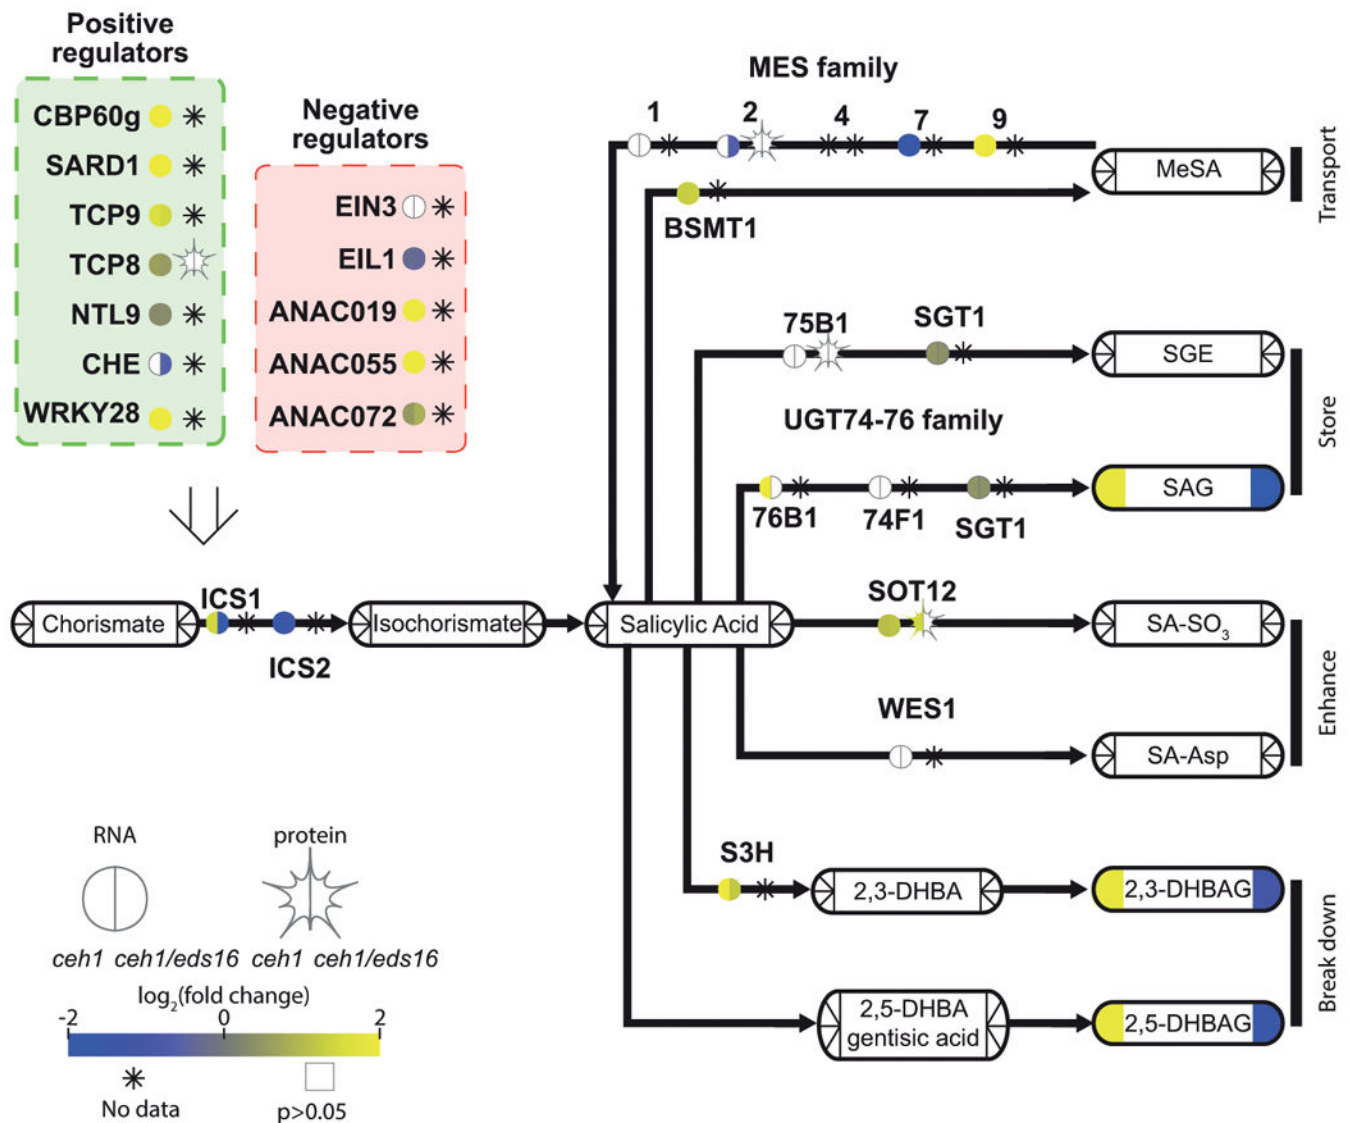 Positive
regulators
CBP60g
SARD1
TCP9
TCP8
NTL9
CHE
WRKY28
Negative
regulators
EIN3
EIL1
ANAC019
ANAC055
ANAC072
MES family
1 2 4 7 9
MeSA
BSMT1
Transport
75B1 SGT1
SGE
UGT74-76 family
Store
SAG
76B1 74F1 SGT1
ICS1
Chorismate
ICS2
Isochorismate
Salicylic Acid
SOT12
SA-SO3
Enhance
WES1
SA-Asp
S3H
2,3-DHBA
2,3-DHBAG
Break down
2,5-DHBA
gentisic acid
2,5-DHBAG
RNA protein
ceh1 ceh1/eds16 ceh1 ceh1/eds16
log2(fold change)
-2 0 2
No data p>0.05